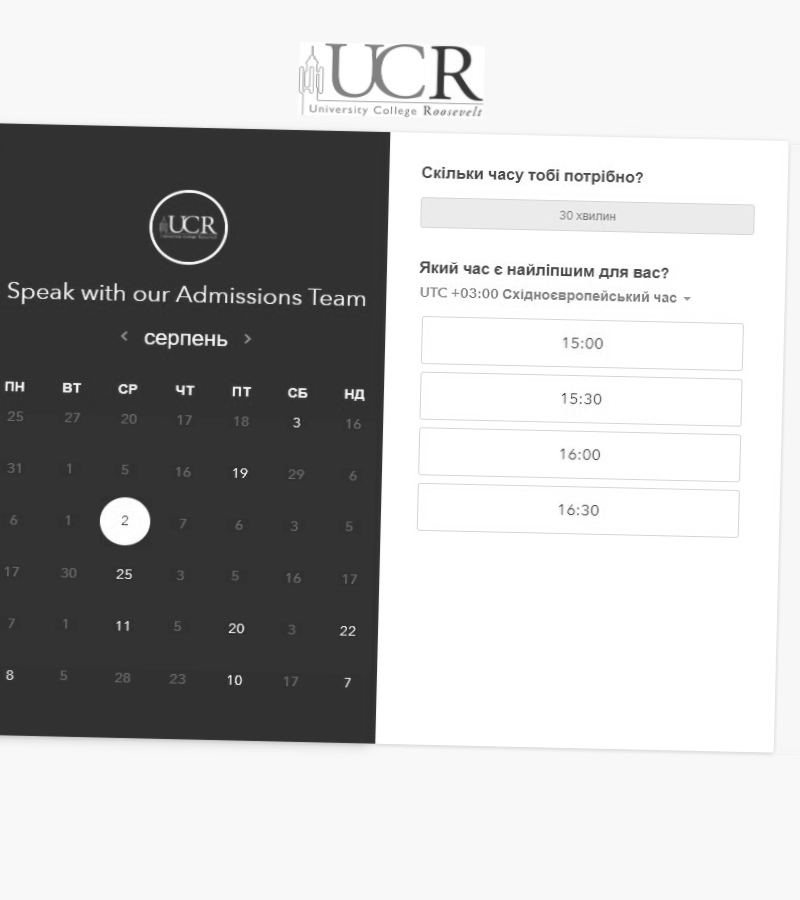 UCR
University College Roosevelt
UCR
Speak with our Admissions Team
< серпень >
ПН ВТ СР ЧТ ПТ СБ НД
25 27 20 17 18 3 16
31 1 5 16 19 29 6
6 1 2 7 6 3 5
17 30 25 3 5 16 17
7 1 11 5 20 3 22
8 5 28 23 10 17 7
Скільки часу тобі потрібно?
30 хвилин
Який час є найліпшим для вас?
UTC +03:00 Східноєвропейський час
15:00
15:30
16:00
16:30